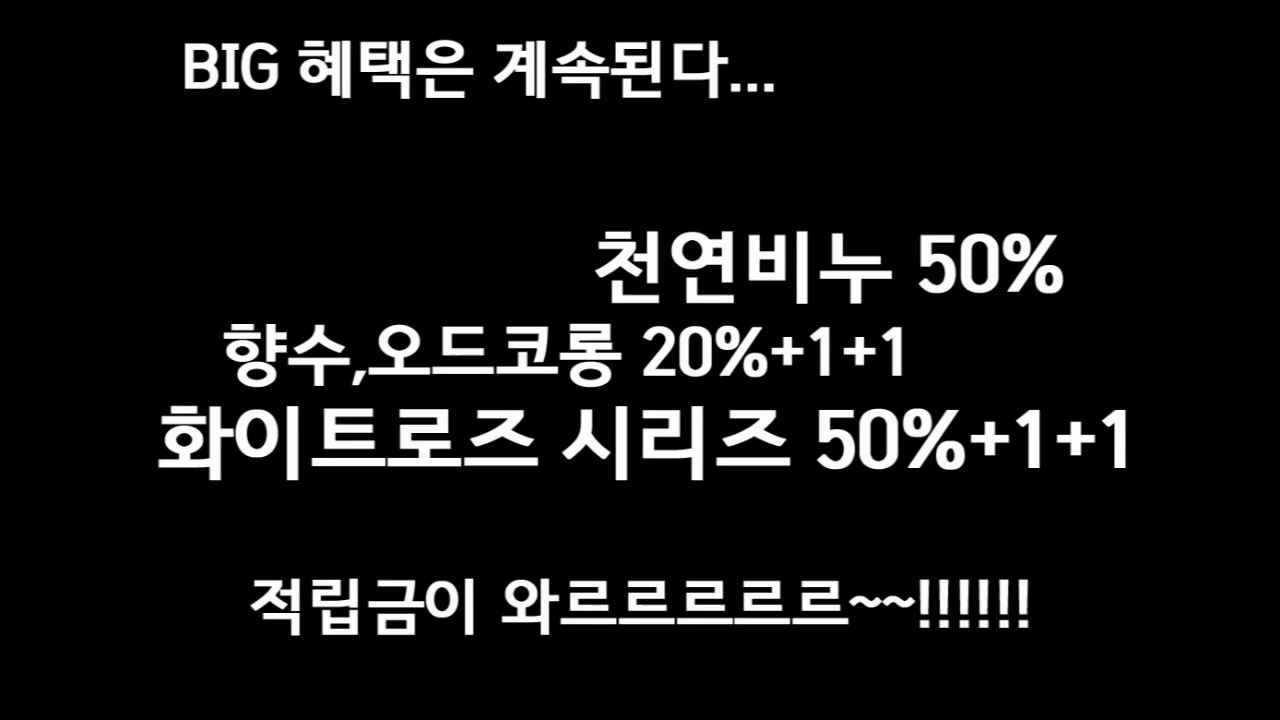 BIG 혜택은 계속된다...
천연비누 50%
향수,오드코롱 20%+1+1
화이트로즈 시리즈 50%+1+1
적립금이 와르르르르르~~!!!!!!